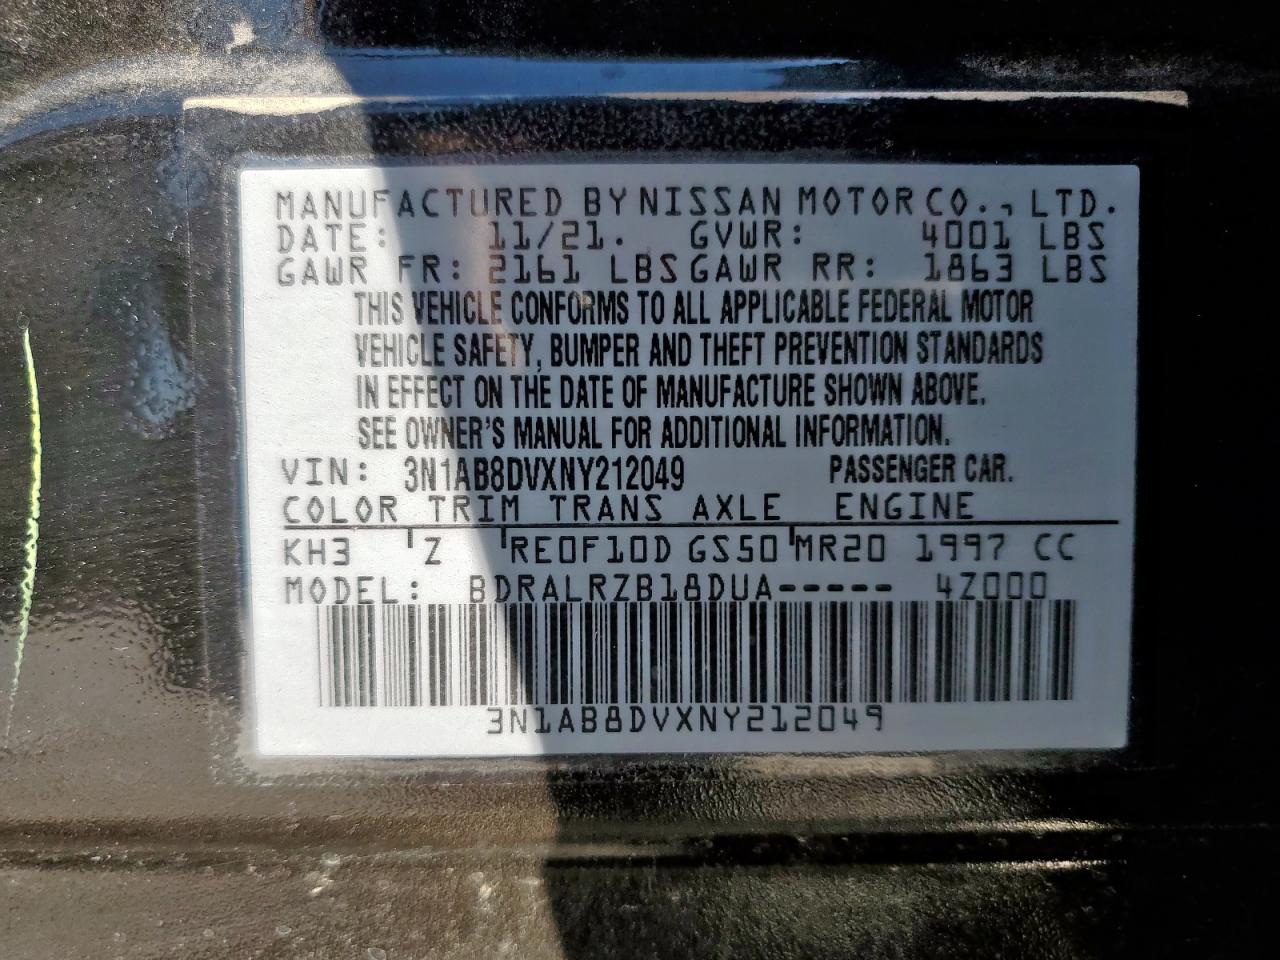 MANUFACTURED BY NISSAN MOTOR CO., LTD.
DATE: 11/21. GVWR: 4001 LBS
GAWR FR: 2161 LBS GAWR RR: 1863 LBS
THIS VEHICLE CONFORMS TO ALL APPLICABLE FEDERAL MOTOR
VEHICLE SAFETY, BUMPER AND THEFT PREVENTION STANDARDS
IN EFFECT ON THE DATE OF MANUFACTURE SHOWN ABOVE.
SEE OWNER'S MANUAL FOR ADDITIONAL INFORMATION.
VIN: 3N1AB8DVXNY212049 PASSENGER CAR.
COLOR TRIM TRANS AXLE ENGINE
KH3 Z RE0F10D GS50 MR20 1997 CC
MODEL: BDRALRZB18DUA----- 4Z000
3N1AB8DVXNY212049